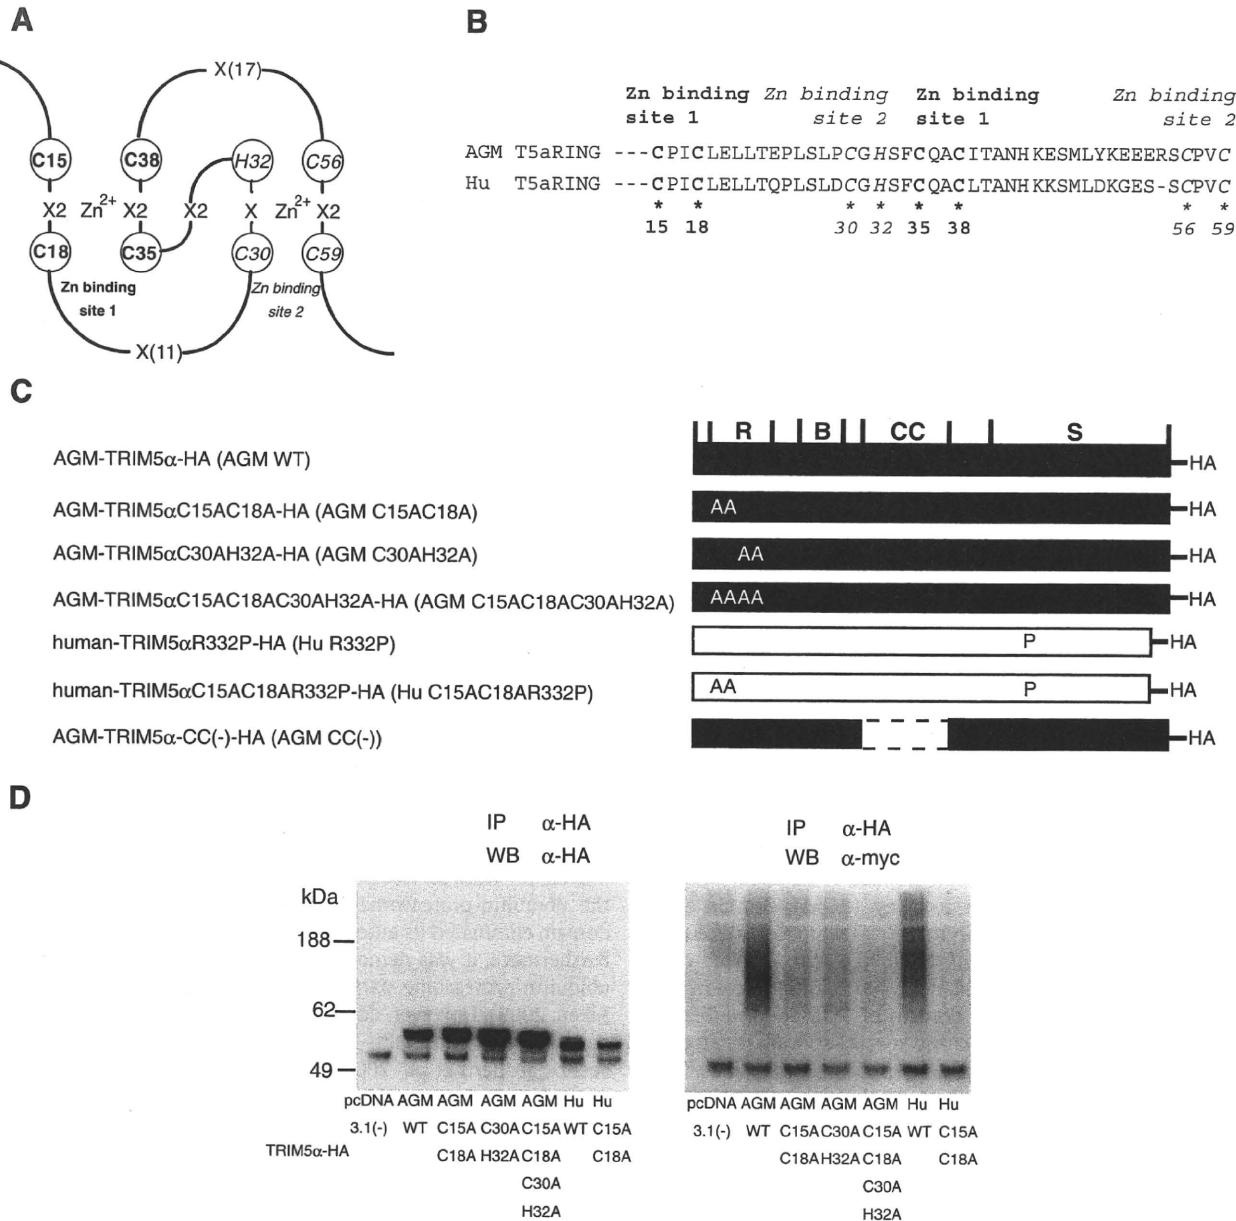 A
X(17)
C15 C38 H32 C56
X2 Zn2+ X2 X2 X Zn2+ X2
C18 C35 C30 C59
Zn binding site 1
Zn binding site 2
X(11)
B
Zn binding site 1 Zn binding site 2 Zn binding site 1 Zn binding site 2
AGM T5aRING ---CPICLELLTEPLSLPCGHSFCQACITANHKESMLYKEEERSCPVC
Hu T5aRING ---CPICLELLTQPLSLDCGHSFCQACLTANHKKSMLDKGES-SCPVC
* * * * * * * *
15 18 30 32 35 38 56 59
C
R B CC S
AGM-TRIM5α-HA (AGM WT) HA
AGM-TRIM5αC15AC18A-HA (AGM C15AC18A) AA HA
AGM-TRIM5αC30AH32A-HA (AGM C30AH32A) AA HA
AGM-TRIM5αC15AC18AC30AH32A-HA (AGM C15AC18AC30AH32A) AAAA HA
human-TRIM5αR332P-HA (Hu R332P) P HA
human-TRIM5αC15AC18AR332P-HA (Hu C15AC18AR332P) AA P HA
AGM-TRIM5α-CC(-)-HA (AGM CC(-)) HA
D
IP α-HA
WB α-HA
kDa
188
62
49
pcDNA AGM AGM AGM AGM Hu Hu
3.1(-) WT C15A C30A C15A WT C15A
TRIM5α-HA C18A H32A C18A C18A
C30A
H32A
IP α-HA
WB α-myc
pcDNA AGM AGM AGM AGM Hu Hu
3.1(-) WT C15A C30A C15A WT C15A
C18A H32A C18A C18A
C30A
H32A